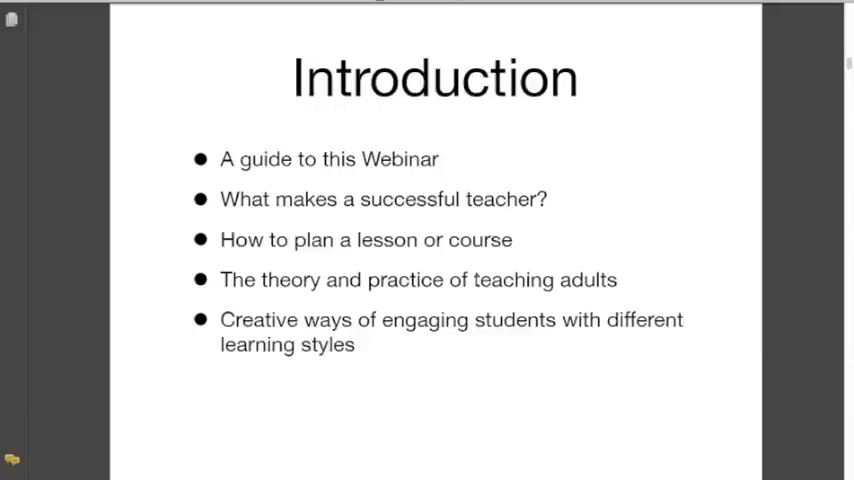 Introduction
● A guide to this Webinar
● What makes a successful teacher?
● How to plan a lesson or course
● The theory and practice of teaching adults
● Creative ways of engaging students with different
learning styles